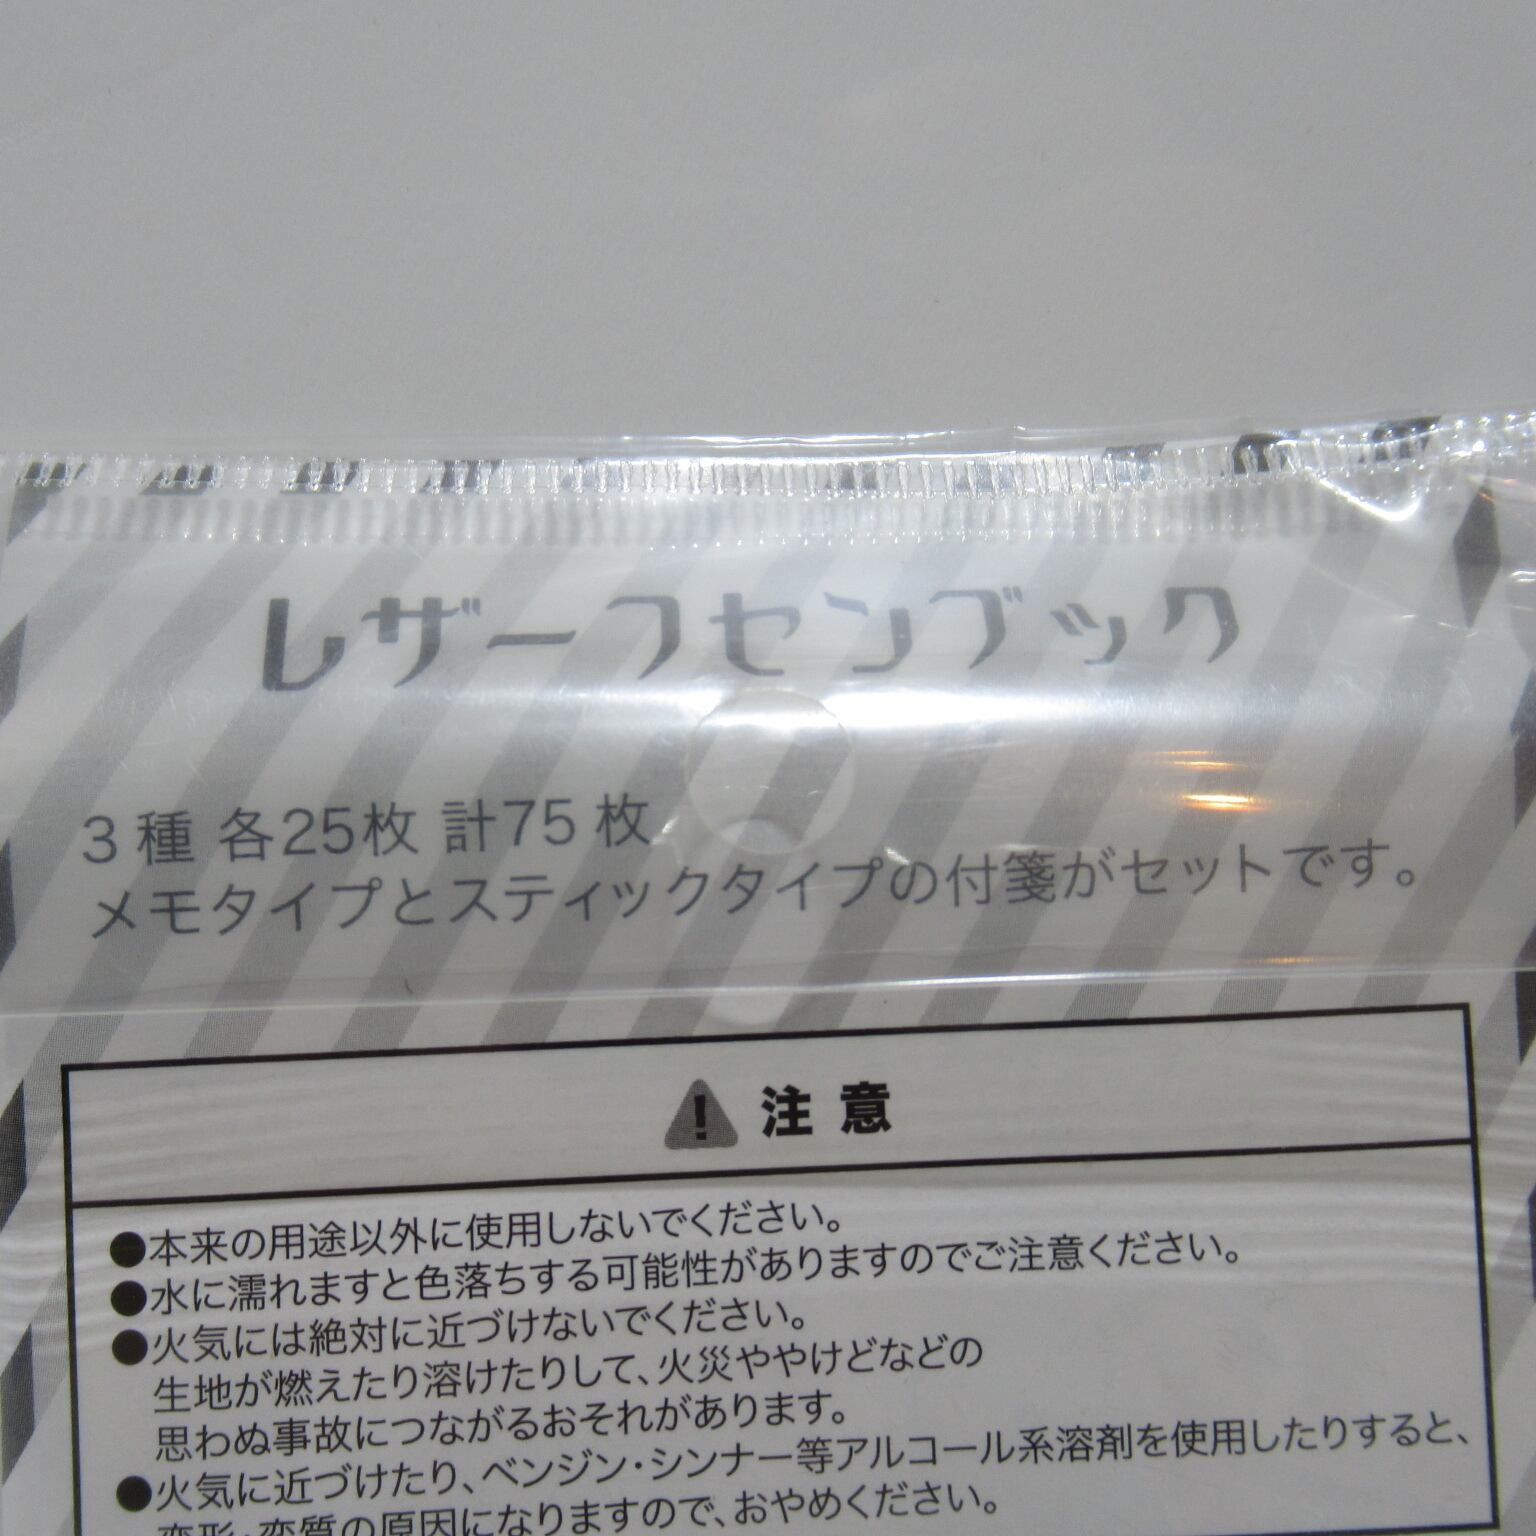 レザーフセンブック
3種 各25枚 計75枚
メモタイプとスティックタイプの付箋がセットです。
注意
●本来の用途以外に使用しないでください。
●水に濡れますと色落ちする可能性がありますのでご注意ください。
●火気には絶対に近づけないでください。
生地が燃えたり溶けたりして、火災ややけどなどの
思わぬ事故につながるおそれがあります。
●火気に近づけたり、ベンジン・シンナー等アルコール系溶剤を使用したりすると、
変形・変質の原因になりますので、おやめください。